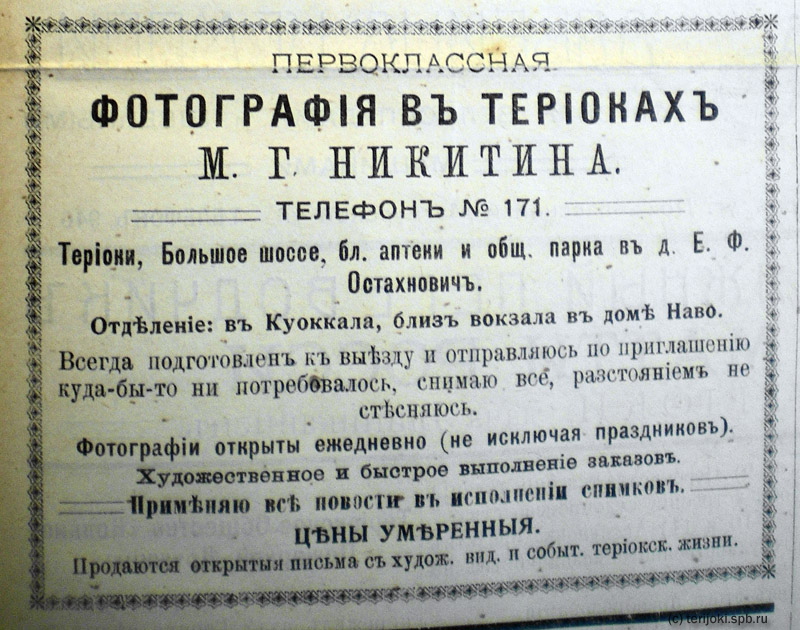 ПЕРВОКЛАССНАЯ
ФОТОГРАФІЯ ВЪ ТЕРІОКАХЪ
М. Г. НИКИТИНА.
ТЕЛЕФОНЪ № 171.
Теріоки, Большое шоссе, бл. аптеки и общ. парка въ д. Е. Ф.
Остахновичъ.
Отдѣленіе: въ Куоккала, близъ вокзала въ домѣ Наво.
Всегда подготовленъ къ выѣзду и отправляюсь по приглашенію
куда-бы-то ни потребовалось, снимаю все, разстояніемъ не
стѣсняюсь.
Фотографіи открыты ежедневно (не исключая праздниковъ).
Художественное и быстрое выполненіе заказовъ.
Примѣняю всѣ новости въ исполненіи снимковъ.
ЦѢНЫ УМѢРЕННЫЯ.
Продаются открытыя письма съ худож. вид. и событ. теріокск. жизни.
(c) terijoki.spb.ru